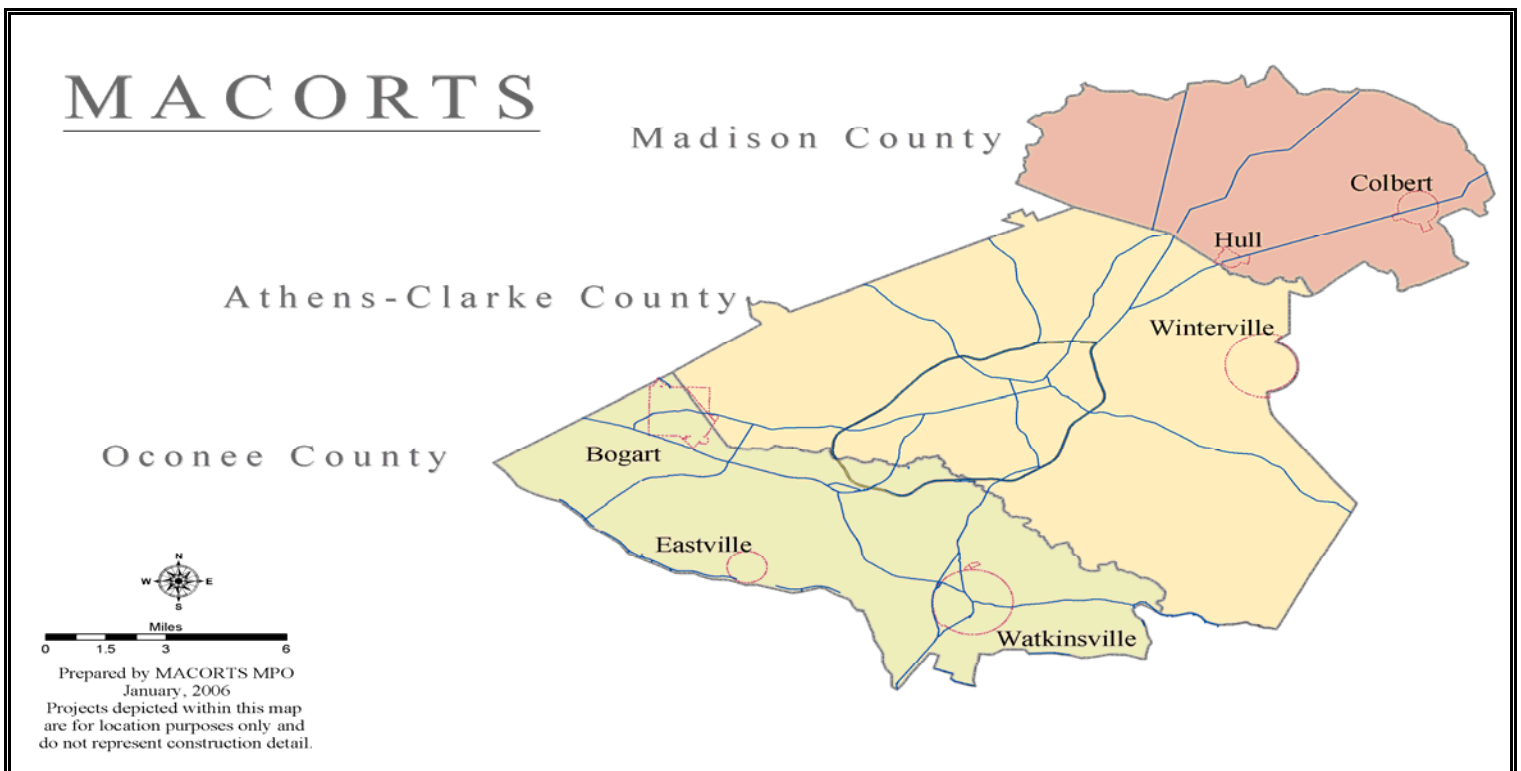 MACORTS
Madison County
Colbert
Hull
Athens-Clarke County
Winterville
Oconee County
Bogart
Eastville
Watkinsville
N
W E
S
Miles
0 1.5 3 6
Prepared by MACORTS MPO
January, 2006
Projects depicted within this map
are for location purposes only and
do not represent construction detail.